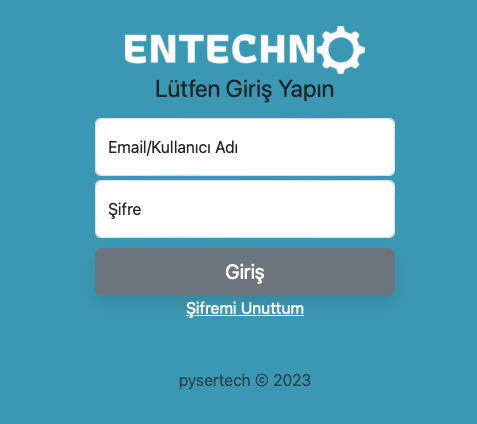 ENTECHNO
Lütfen Giriş Yapın
Email/Kullanıcı Adı
Şifre
Giriş
Şifremi Unuttum
pysertech © 2023